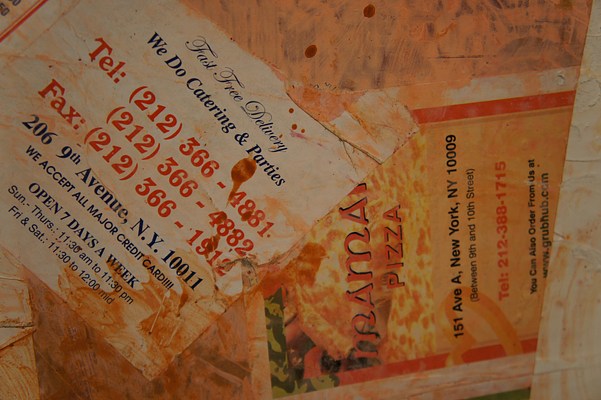 Fast Free Delivery
We Do Catering & Parties
Tel: (212) 366 - 4881
(212) 366 - 4882
Fax: (212) 366 - 1912
206 9th Avenue, N.Y. 10011
WE ACCEPT ALL MAJOR CREDIT CARD!!!!
OPEN 7 DAYS A WEEK
Sun.- Thurs.: 11:30 am to 11:30 pm
Fri & Sat.: 11:30 to 12:00 mid
PIZZA
151 Ave A, New York, NY 10009
(Between 9th and 10th Street)
Tel: 212-388-1715
You Can Also Order From Us at
www.grubhub.com